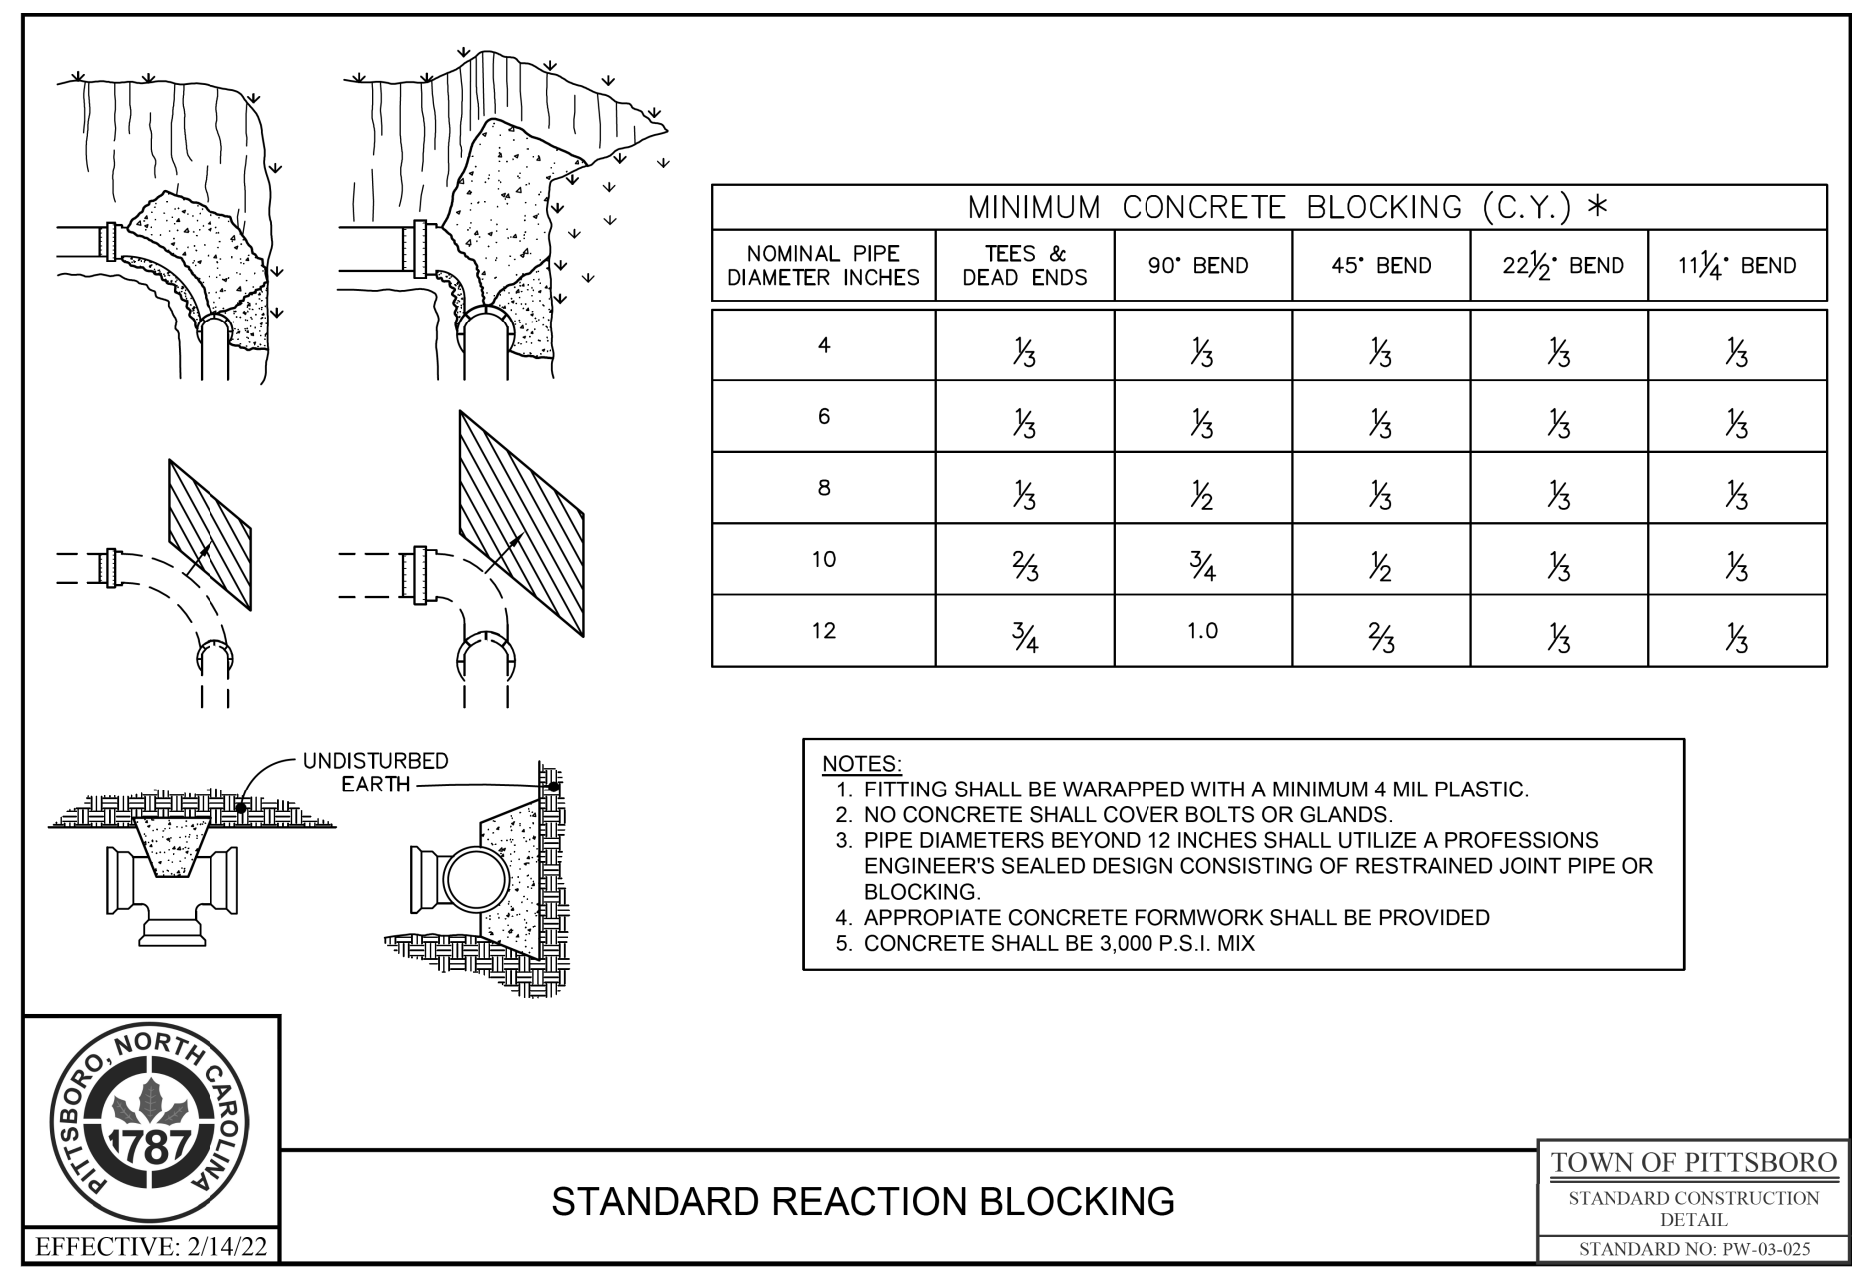 MINIMUM CONCRETE BLOCKING (C.Y.) *
NOMINAL PIPE DIAMETER INCHES TEES & DEAD ENDS 90° BEND 45° BEND 22½° BEND 11¼° BEND
4 ⅓ ⅓ ⅓ ⅓ ⅓
6 ⅓ ⅓ ⅓ ⅓ ⅓
8 ⅓ ½ ⅓ ⅓ ⅓
10 ⅔ ¾ ½ ⅓ ⅓
12 ¾ 1.0 ⅔ ⅓ ⅓
UNDISTURBED
EARTH
NOTES:
1. FITTING SHALL BE WARAPPED WITH A MINIMUM 4 MIL PLASTIC.
2. NO CONCRETE SHALL COVER BOLTS OR GLANDS.
3. PIPE DIAMETERS BEYOND 12 INCHES SHALL UTILIZE A PROFESSIONS
ENGINEER'S SEALED DESIGN CONSISTING OF RESTRAINED JOINT PIPE OR
BLOCKING.
4. APPROPIATE CONCRETE FORMWORK SHALL BE PROVIDED
5. CONCRETE SHALL BE 3,000 P.S.I. MIX
PITTSBORO, NORTH CAROLINA
1787
EFFECTIVE: 2/14/22
STANDARD REACTION BLOCKING
TOWN OF PITTSBORO
STANDARD CONSTRUCTION
DETAIL
STANDARD NO: PW-03-025